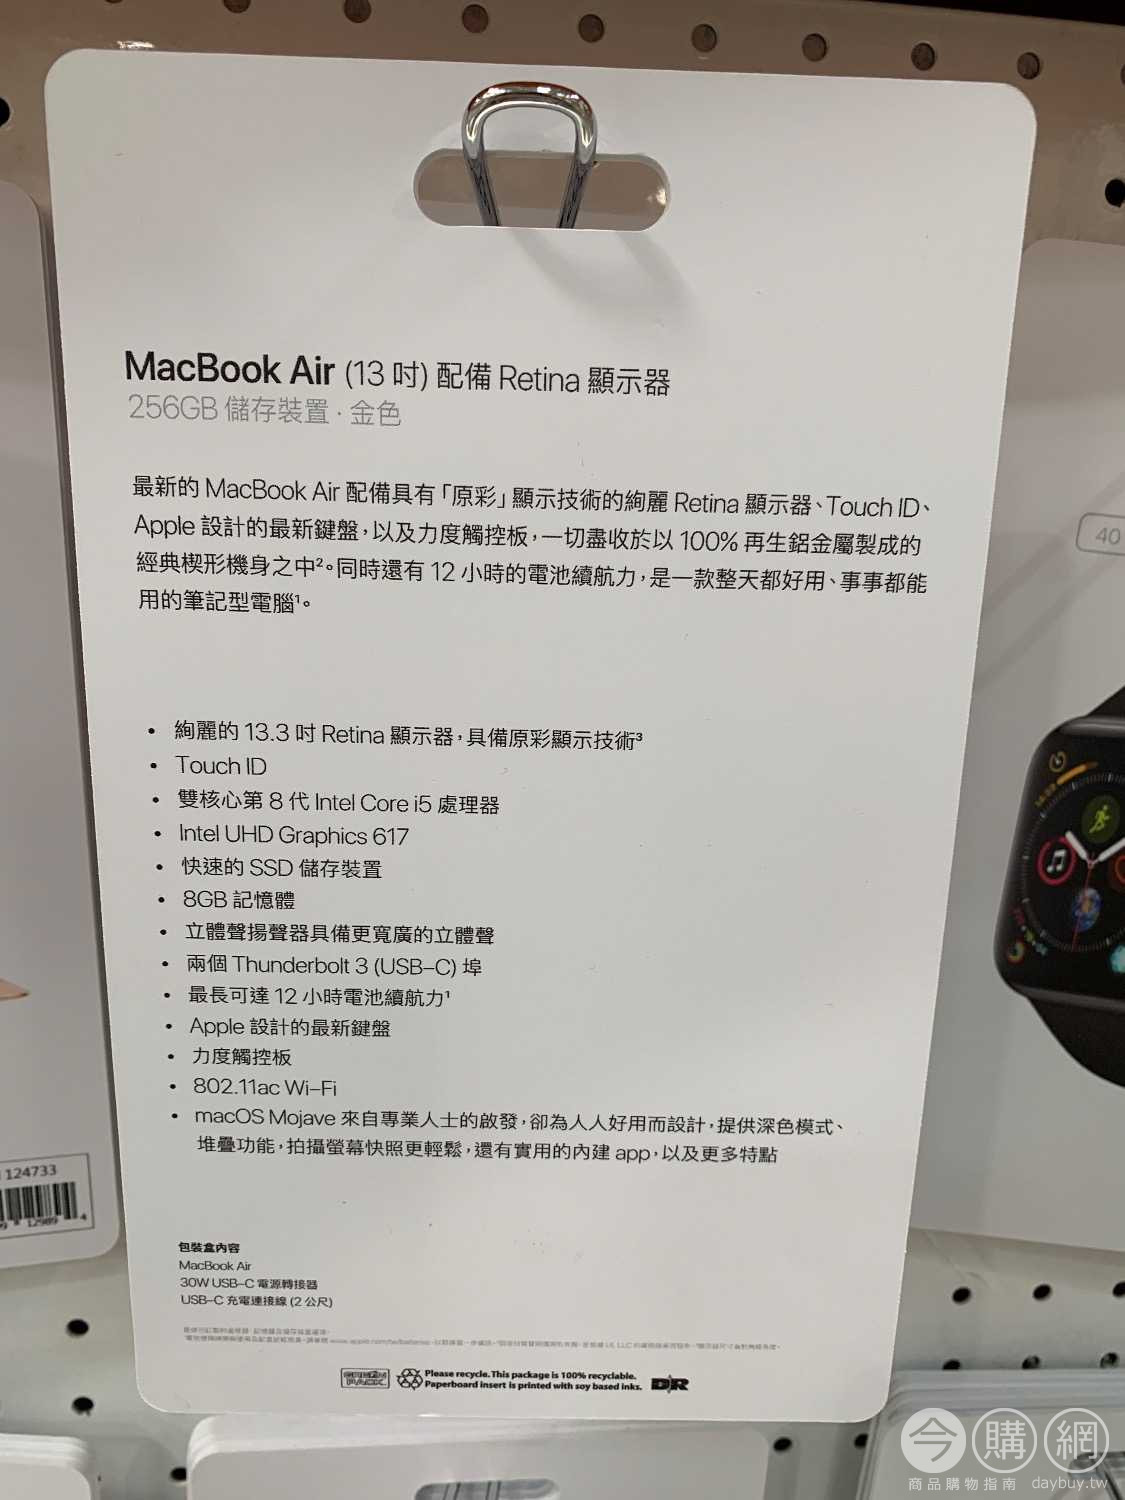 MacBook Air (13 吋) 配備 Retina 顯示器
256GB 儲存裝置 · 金色
最新的 MacBook Air 配備具有「原彩」顯示技術的絢麗 Retina 顯示器、Touch ID、
Apple 設計的最新鍵盤，以及力度觸控板，一切盡收於以 100% 再生鋁金屬製成的
經典楔形機身之中²。同時還有 12 小時的電池續航力，是一款整天都好用、事事都能
用的筆記型電腦¹。
• 絢麗的 13.3 吋 Retina 顯示器，具備原彩顯示技術³
• Touch ID
• 雙核心第 8 代 Intel Core i5 處理器
• Intel UHD Graphics 617
• 快速的 SSD 儲存裝置
• 8GB 記憶體
• 立體聲揚聲器具備更寬廣的立體聲
• 兩個 Thunderbolt 3 (USB–C) 埠
• 最長可達 12 小時電池續航力¹
• Apple 設計的最新鍵盤
• 力度觸控板
• 802.11ac Wi–Fi
• macOS Mojave 來自專業人士的啟發，卻為人人好用而設計，提供深色模式、
堆疊功能，拍攝螢幕快照更輕鬆，還有實用的內建 app，以及更多特點
包裝盒內容
MacBook Air
30W USB–C 電源轉接器
USB–C 充電連接線 (2 公尺)
GREEN PACK
Please recycle. This package is 100% recyclable.
Paperboard insert is printed with soy based inks.
DR
40
124733
9 12989 4
今購網
商品購物指南 daybuy.tw